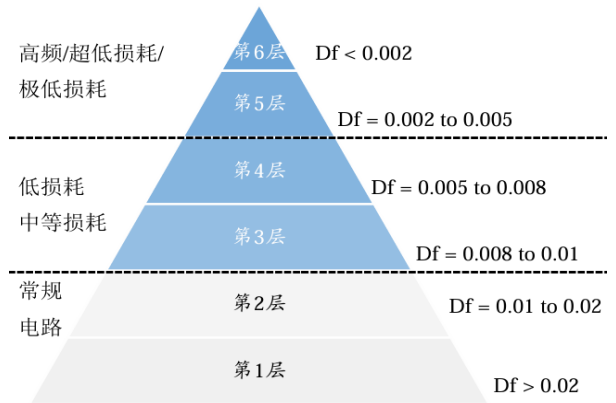 高频/超低损耗/
极低损耗
第6层
Df < 0.002
第5层
Df = 0.002 to 0.005
低损耗
中等损耗
第4层
Df = 0.005 to 0.008
第3层
Df = 0.008 to 0.01
常规
电路
第2层
Df = 0.01 to 0.02
第1层
Df > 0.02